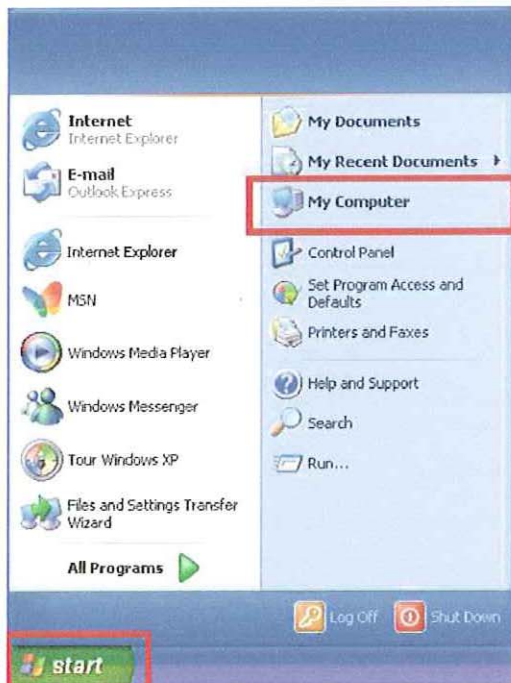 Internet
Internet Explorer
E-mail
Outlook Express
Internet Explorer
MSN
Windows Media Player
Windows Messenger
Tour Windows XP
Files and Settings Transfer
Wizard
All Programs
My Documents
My Recent Documents
My Computer
Control Panel
Set Program Access and
Defaults
Printers and Faxes
Help and Support
Search
Run...
Log Off
Shut Down
start